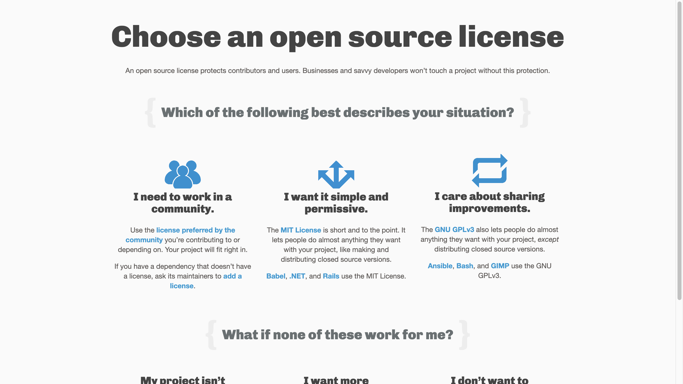 Choose an open source license
An open source license protects contributors and users. Businesses and savvy developers won’t touch a project without this protection.
{ Which of the following best describes your situation? }
I need to work in a
community.
Use the license preferred by the
community you’re contributing to or
depending on. Your project will fit right in.
If you have a dependency that doesn’t have
a license, ask its maintainers to add a
license.
I want it simple and
permissive.
The MIT License is short and to the point. It
lets people do almost anything they want
with your project, like making and
distributing closed source versions.
Babel, .NET, and Rails use the MIT License.
I care about sharing
improvements.
The GNU GPLv3 also lets people do almost
anything they want with your project, except
distributing closed source versions.
Ansible, Bash, and GIMP use the GNU
GPLv3.
{ What if none of these work for me? }
My project isn’t
I want more
I don’t want to